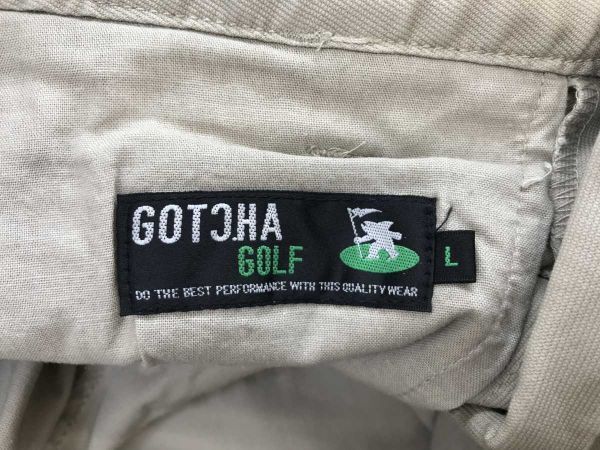 GOTCHA
GOLF
DO THE BEST PERFORMANCE WITH THIS QUALITY WEAR
L